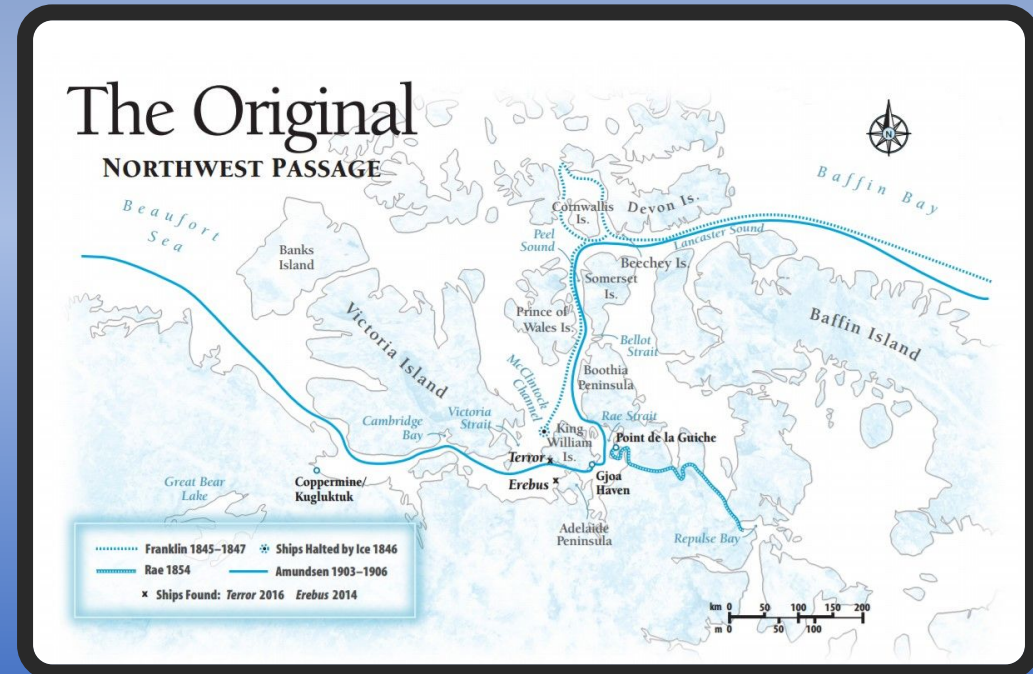 The Original
NORTHWEST PASSAGE
N
Baffin Bay
Beaufort
Sea
Banks
Island
Cornwallis
Is.
Devon Is.
Peel
Sound
Lancaster Sound
Beechey Is.
Somerset
Is.
Prince of
Wales Is.
Victoria Island
Baffin Island
Bellot
Strait
McClintock
Channel
Boothia
Peninsula
Cambridge
Bay
Victoria
Strait
Rae Strait
King
William
Is.
Point de la Guiche
Terror
Erebus
Gjoa
Haven
Great Bear
Lake
Coppermine/
Kugluktuk
Adelaide
Peninsula
Repulse Bay
Franklin 1845–1847
Ships Halted by Ice 1846
Rae 1854
Amundsen 1903–1906
x Ships Found: Terror 2016 Erebus 2014
km 0 50 100 150 200
m 0 50 100